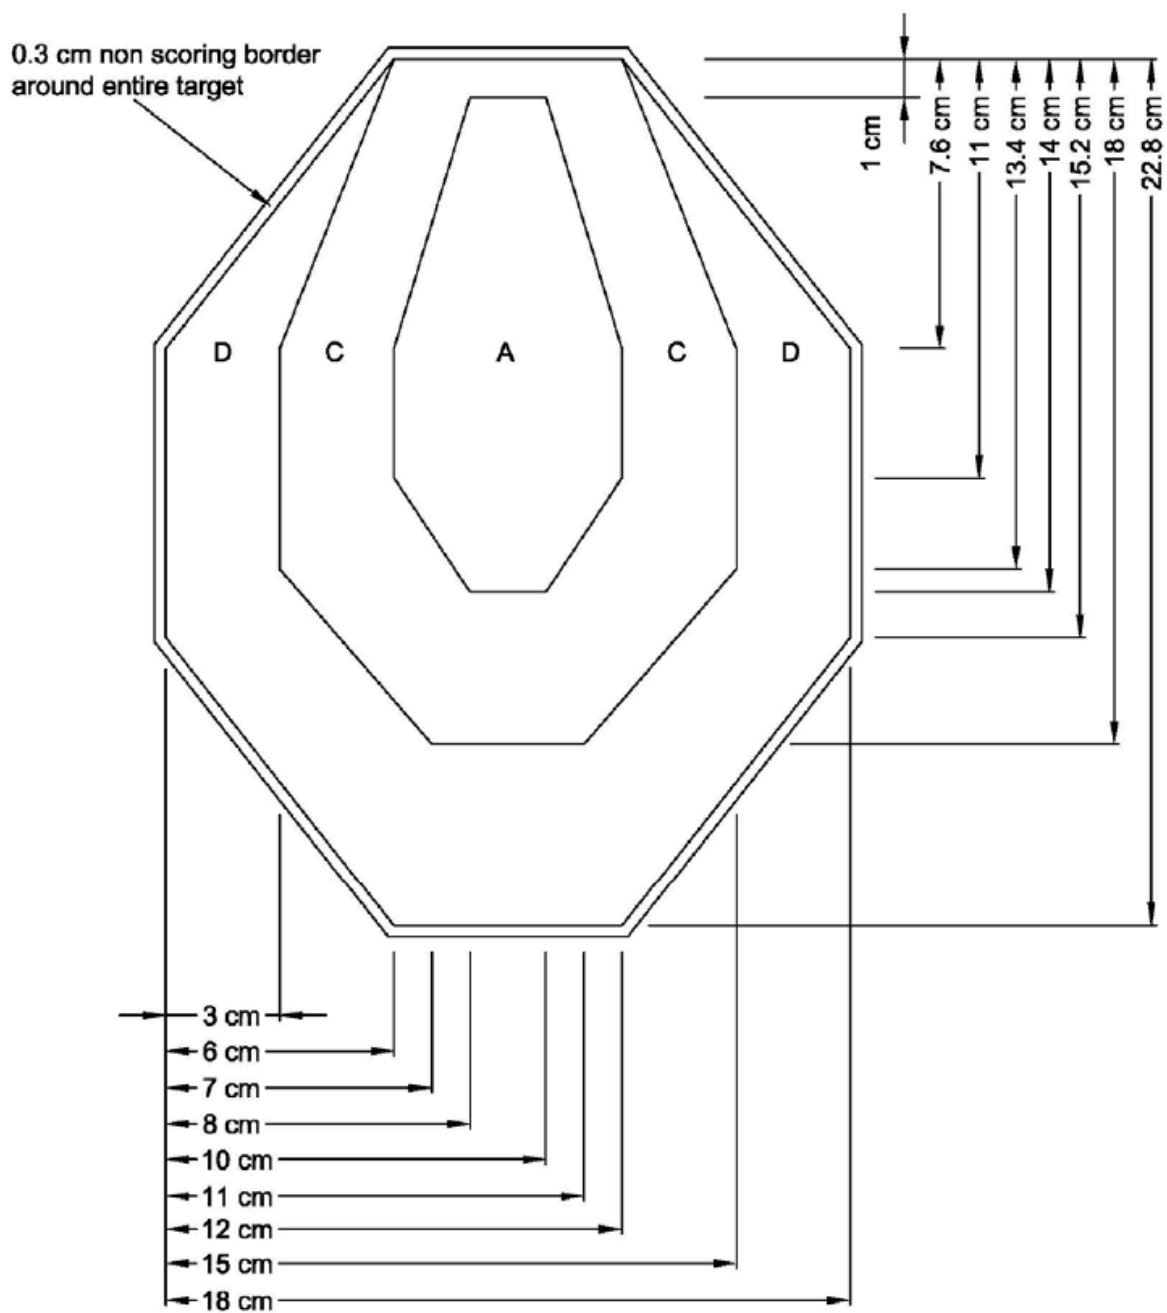 0.3 cm non scoring border
around entire target
1 cm
7.6 cm
11 cm
13.4 cm
14 cm
15.2 cm
18 cm
22.8 cm
D
C
A
C
D
3 cm
6 cm
7 cm
8 cm
10 cm
11 cm
12 cm
15 cm
18 cm